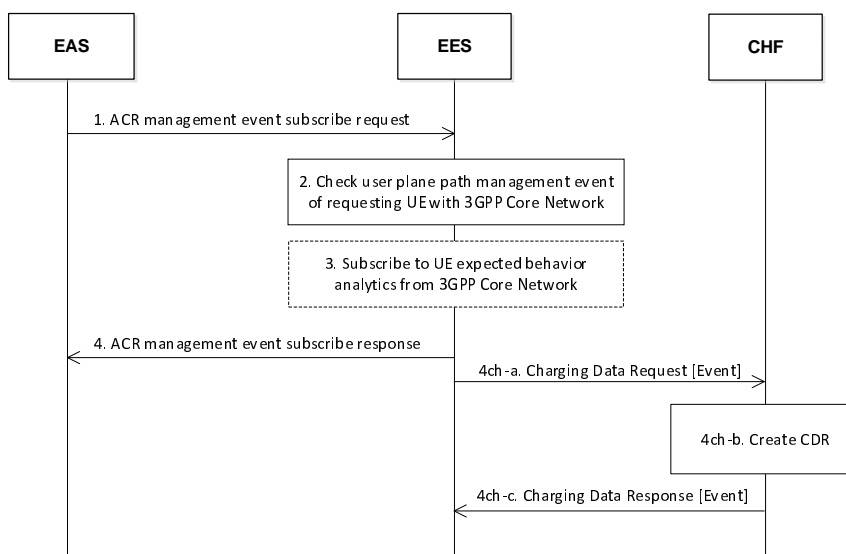 EAS
EES
CHF
1. ACR management event subscribe request
2. Check user plane path management event
of requesting UE with 3GPP Core Network
3. Subscribe to UE expected behavior
analytics from 3GPP Core Network
4. ACR management event subscribe response
4ch-a. Charging Data Request [Event]
4ch-b. Create CDR
4ch-c. Charging Data Response [Event]